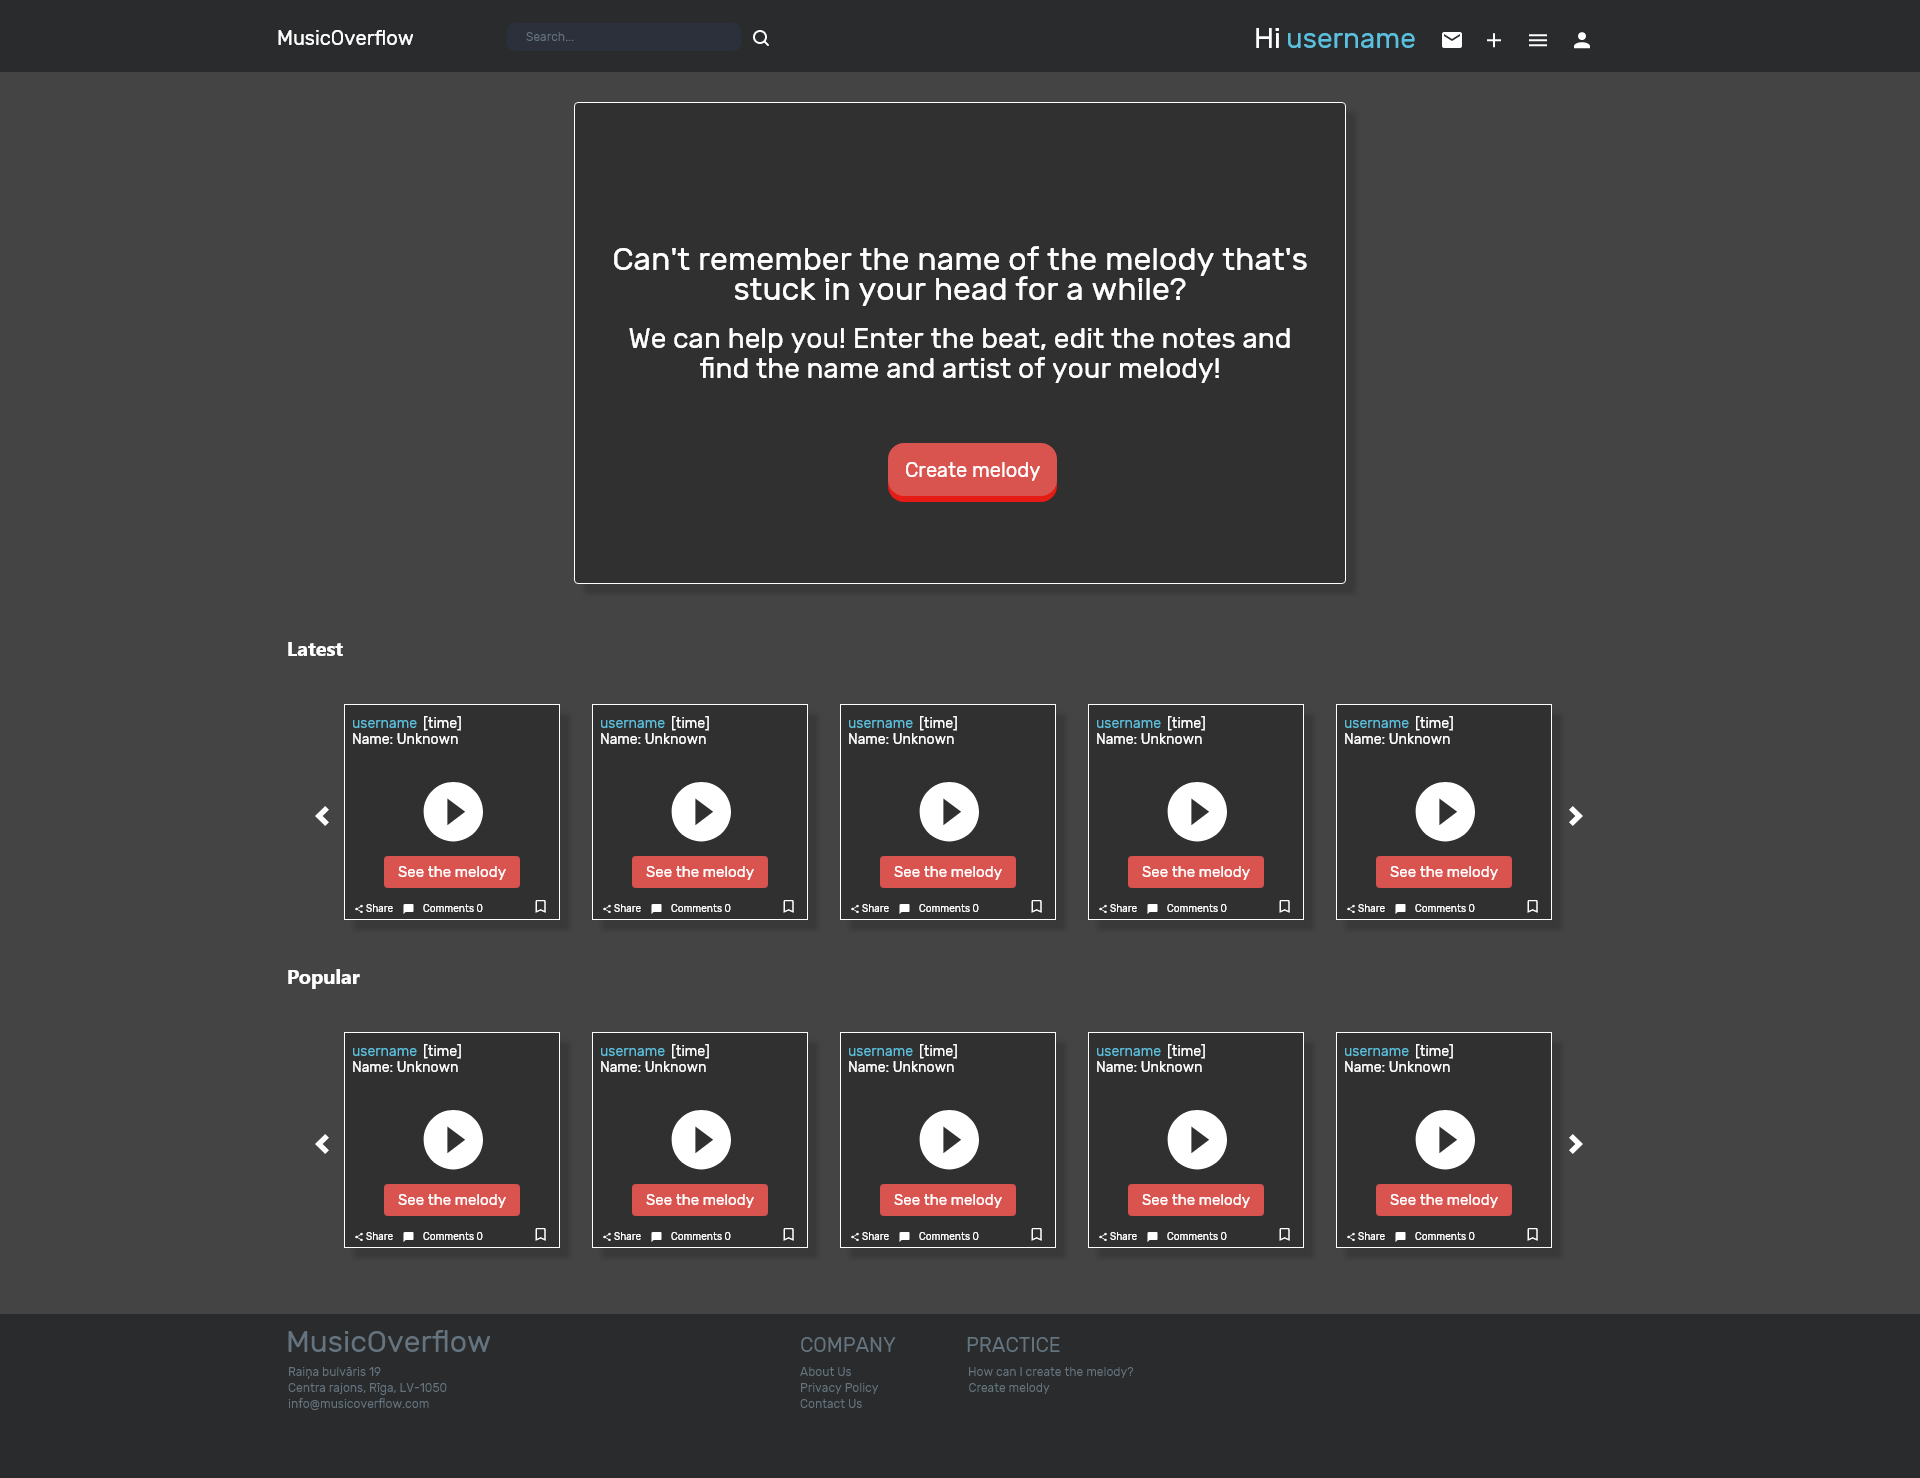 MusicOverflow
Search...
Hi username
Can't remember the name of the melody that's
stuck in your head for a while?
We can help you! Enter the beat, edit the notes and
find the name and artist of your melody!
Create melody
Latest
username [time]
Name: Unknown
See the melody
Share Comments 0
username [time]
Name: Unknown
See the melody
Share Comments 0
username [time]
Name: Unknown
See the melody
Share Comments 0
username [time]
Name: Unknown
See the melody
Share Comments 0
username [time]
Name: Unknown
See the melody
Share Comments 0
Popular
username [time]
Name: Unknown
See the melody
Share Comments 0
username [time]
Name: Unknown
See the melody
Share Comments 0
username [time]
Name: Unknown
See the melody
Share Comments 0
username [time]
Name: Unknown
See the melody
Share Comments 0
username [time]
Name: Unknown
See the melody
Share Comments 0
MusicOverflow
Raiņa bulvāris 19
Centra rajons, Rīga, LV-1050
info@musicoverflow.com
COMPANY
About Us
Privacy Policy
Contact Us
PRACTICE
How can I create the melody?
Create melody